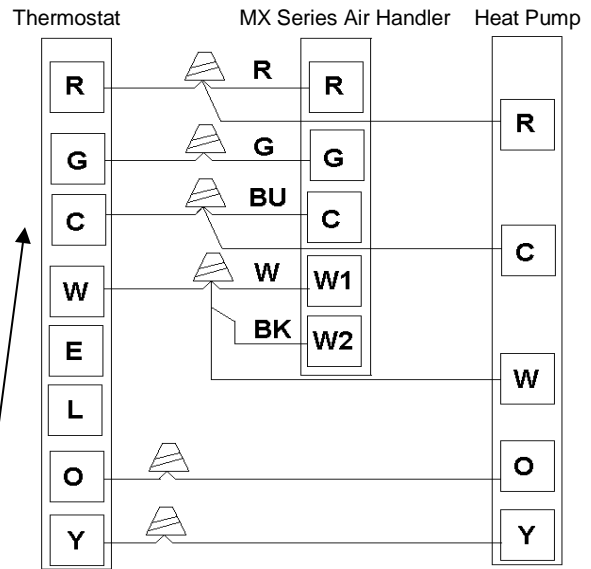 Thermostat MX Series Air Handler Heat Pump
R R R R
G G G
C BU C C
W W W1
BK W2 W
E
L
O O
Y Y